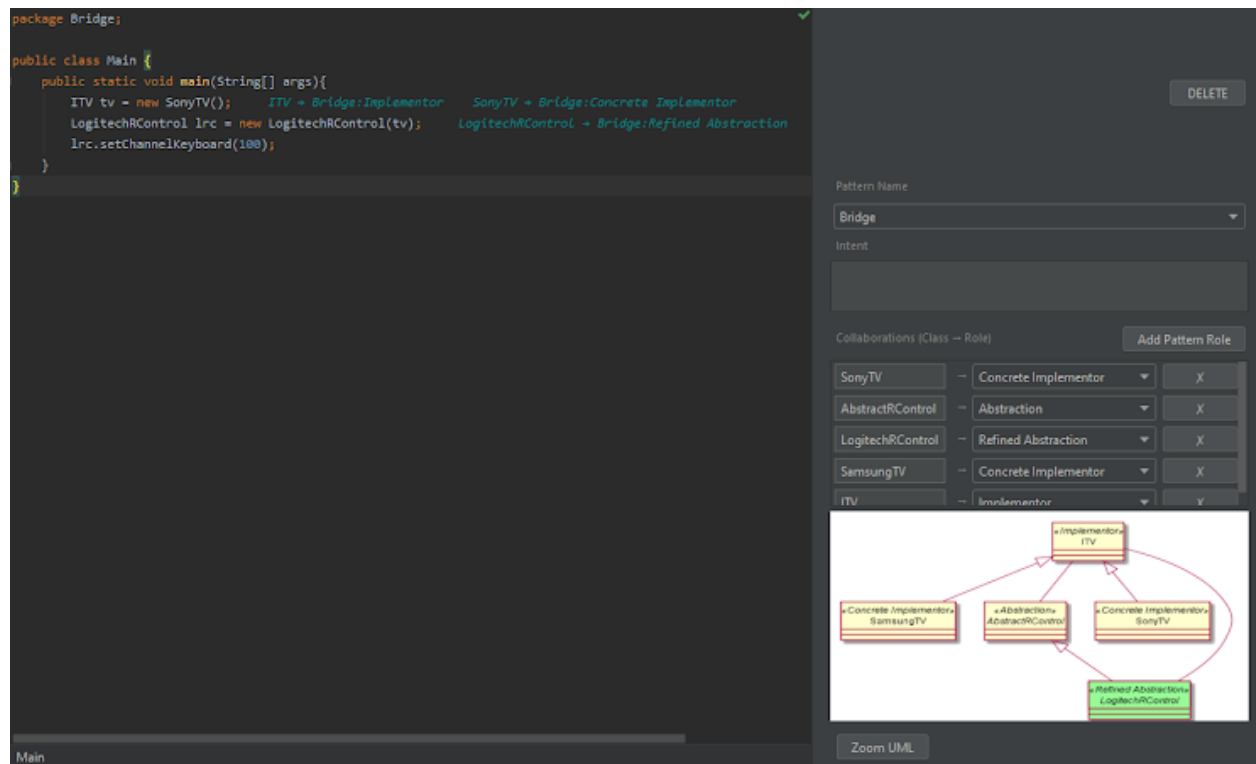 package Bridge;
public class Main {
public static void main(String[] args){
ITV tv = new SonyTV(); ITV → Bridge:Implementor SonyTV → Bridge:Concrete Implementor
LogitechRControl lrc = new LogitechRControl(tv); LogitechRControl → Bridge:Refined Abstraction
lrc.setChannelKeyboard(100);
}
}
Main
DELETE
Pattern Name
Bridge
Intent
Collaborations (Class → Role) Add Pattern Role
SonyTV → Concrete Implementor X
AbstractRControl → Abstraction X
LogitechRControl → Refined Abstraction X
SamsungTV → Concrete Implementor X
ITV → Implementor X
«Implementor»
ITV
«Concrete Implementor» «Abstraction» «Concrete Implementor»
SamsungTV AbstractRControl SonyTV
«Refined Abstraction»
LogitechRControl
Zoom UML